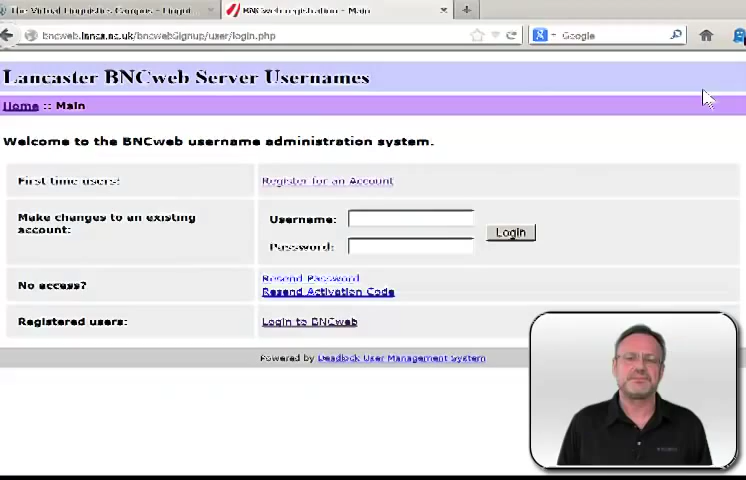 The Virtual Linguistics Campus -
BNCweb registration - Main
bncweb.lancs.ac.uk/bncwebSignup/user/login.php
Google
Lancaster BNCweb Server Usernames
Home :: Main
Welcome to the BNCweb username administration system.
First time users:
Register for an Account
Make changes to an existing account:
Username:
Password:
Login
No access?
Resend Password
Resend Activation Code
Registered users:
Login to BNCweb
Powered by Deadlock User Management System